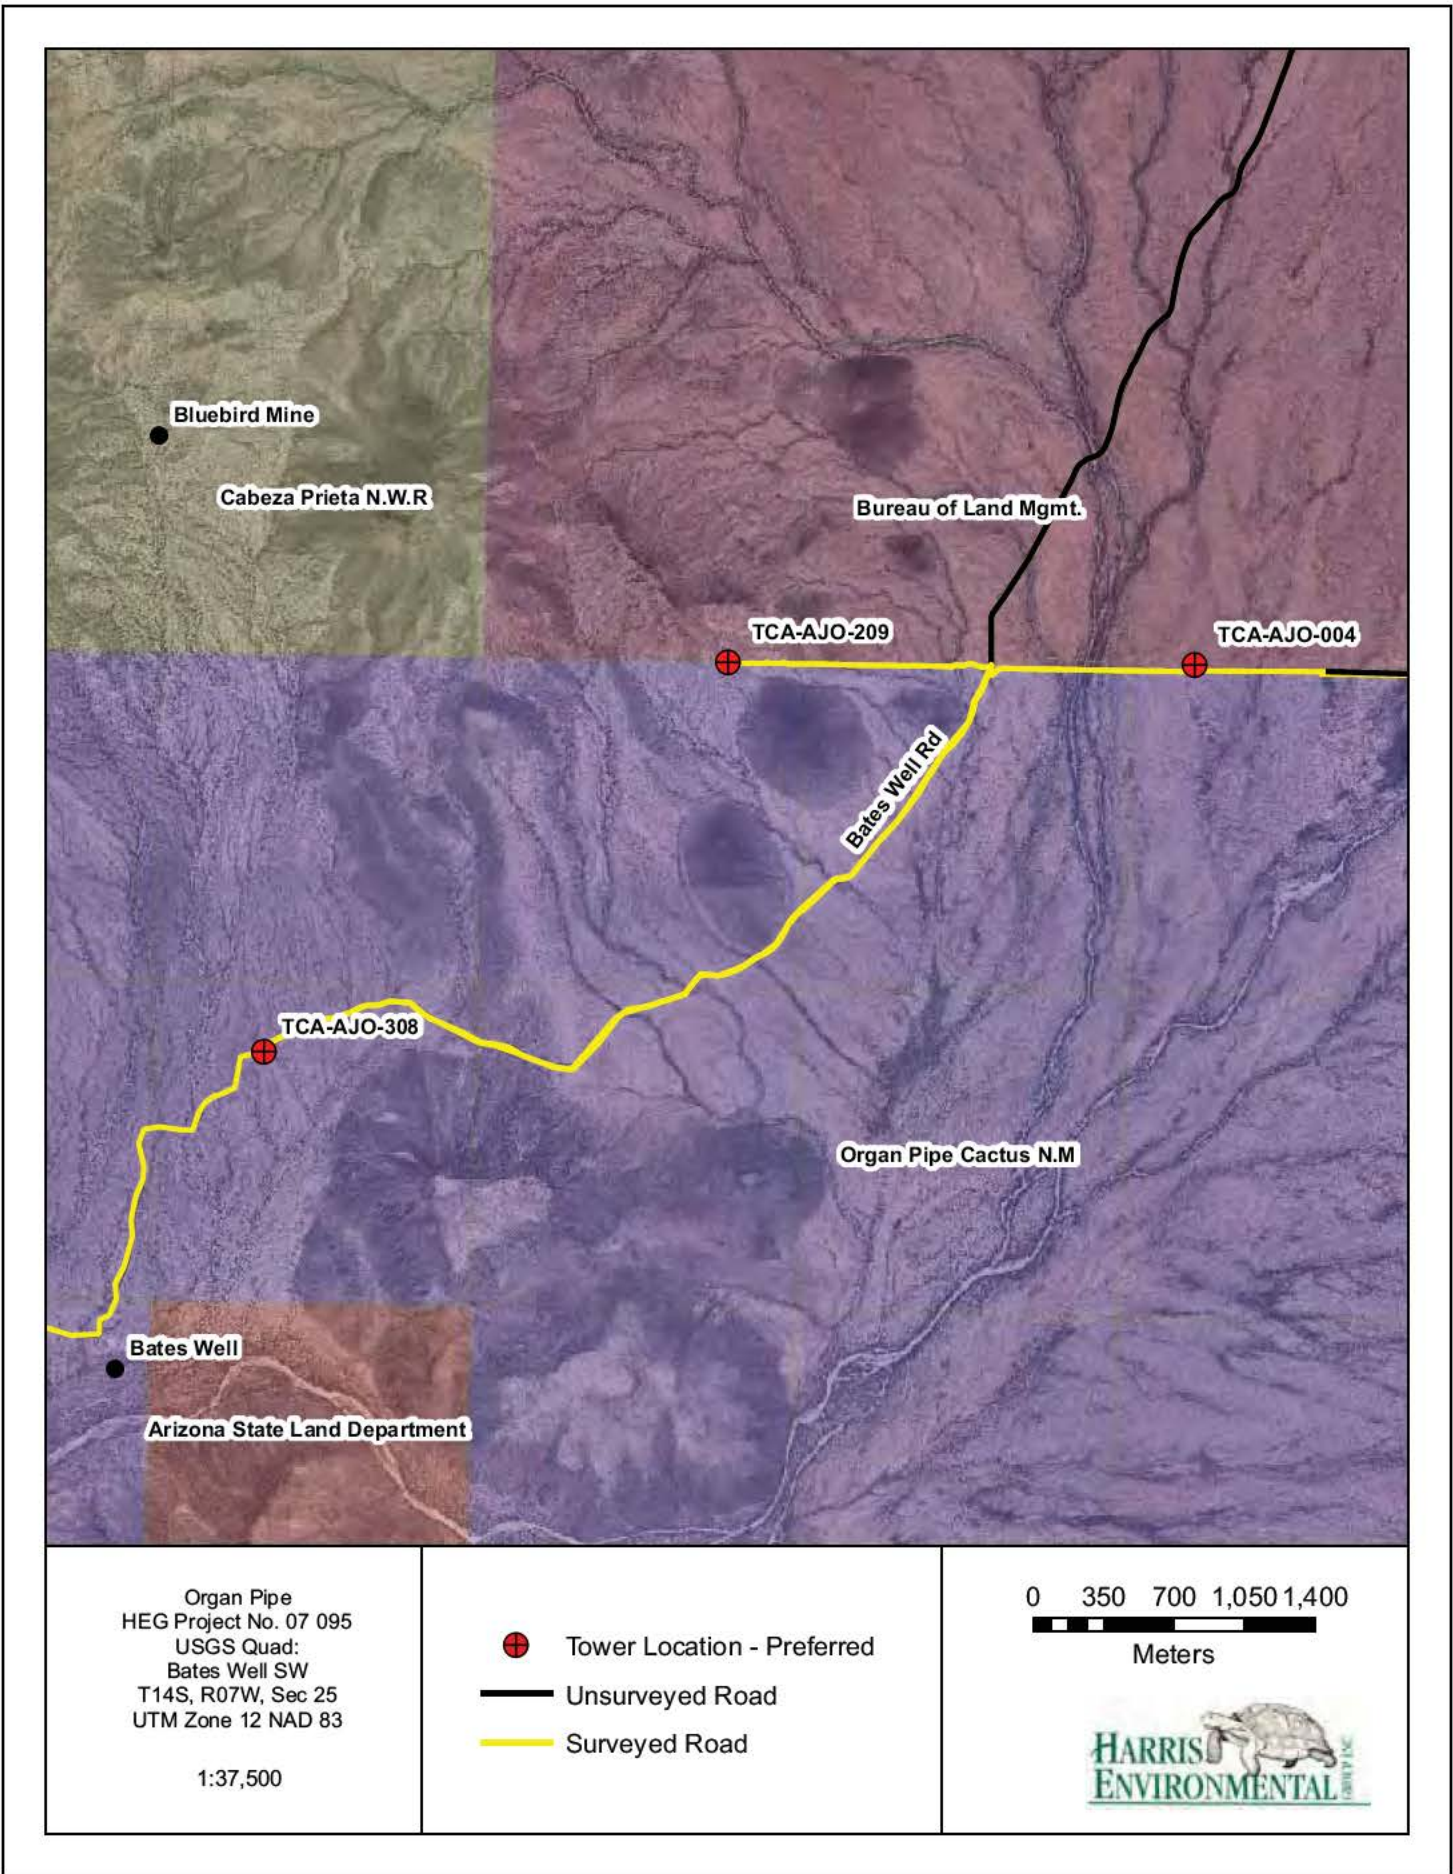 Bluebird Mine
Cabeza Prieta N.W.R
Bureau of Land Mgmt.
TCA-AJO-209
TCA-AJO-004
Bates Well Rd
TCA-AJO-308
Organ Pipe Cactus N.M
Bates Well
Arizona State Land Department
Organ Pipe
HEG Project No. 07 095
USGS Quad:
Bates Well SW
T14S, R07W, Sec 25
UTM Zone 12 NAD 83
1:37,500
Tower Location - Preferred
Unsurveyed Road
Surveyed Road
0 350 700 1,050 1,400
Meters
HARRIS
ENVIRONMENTAL
GROUP, INC